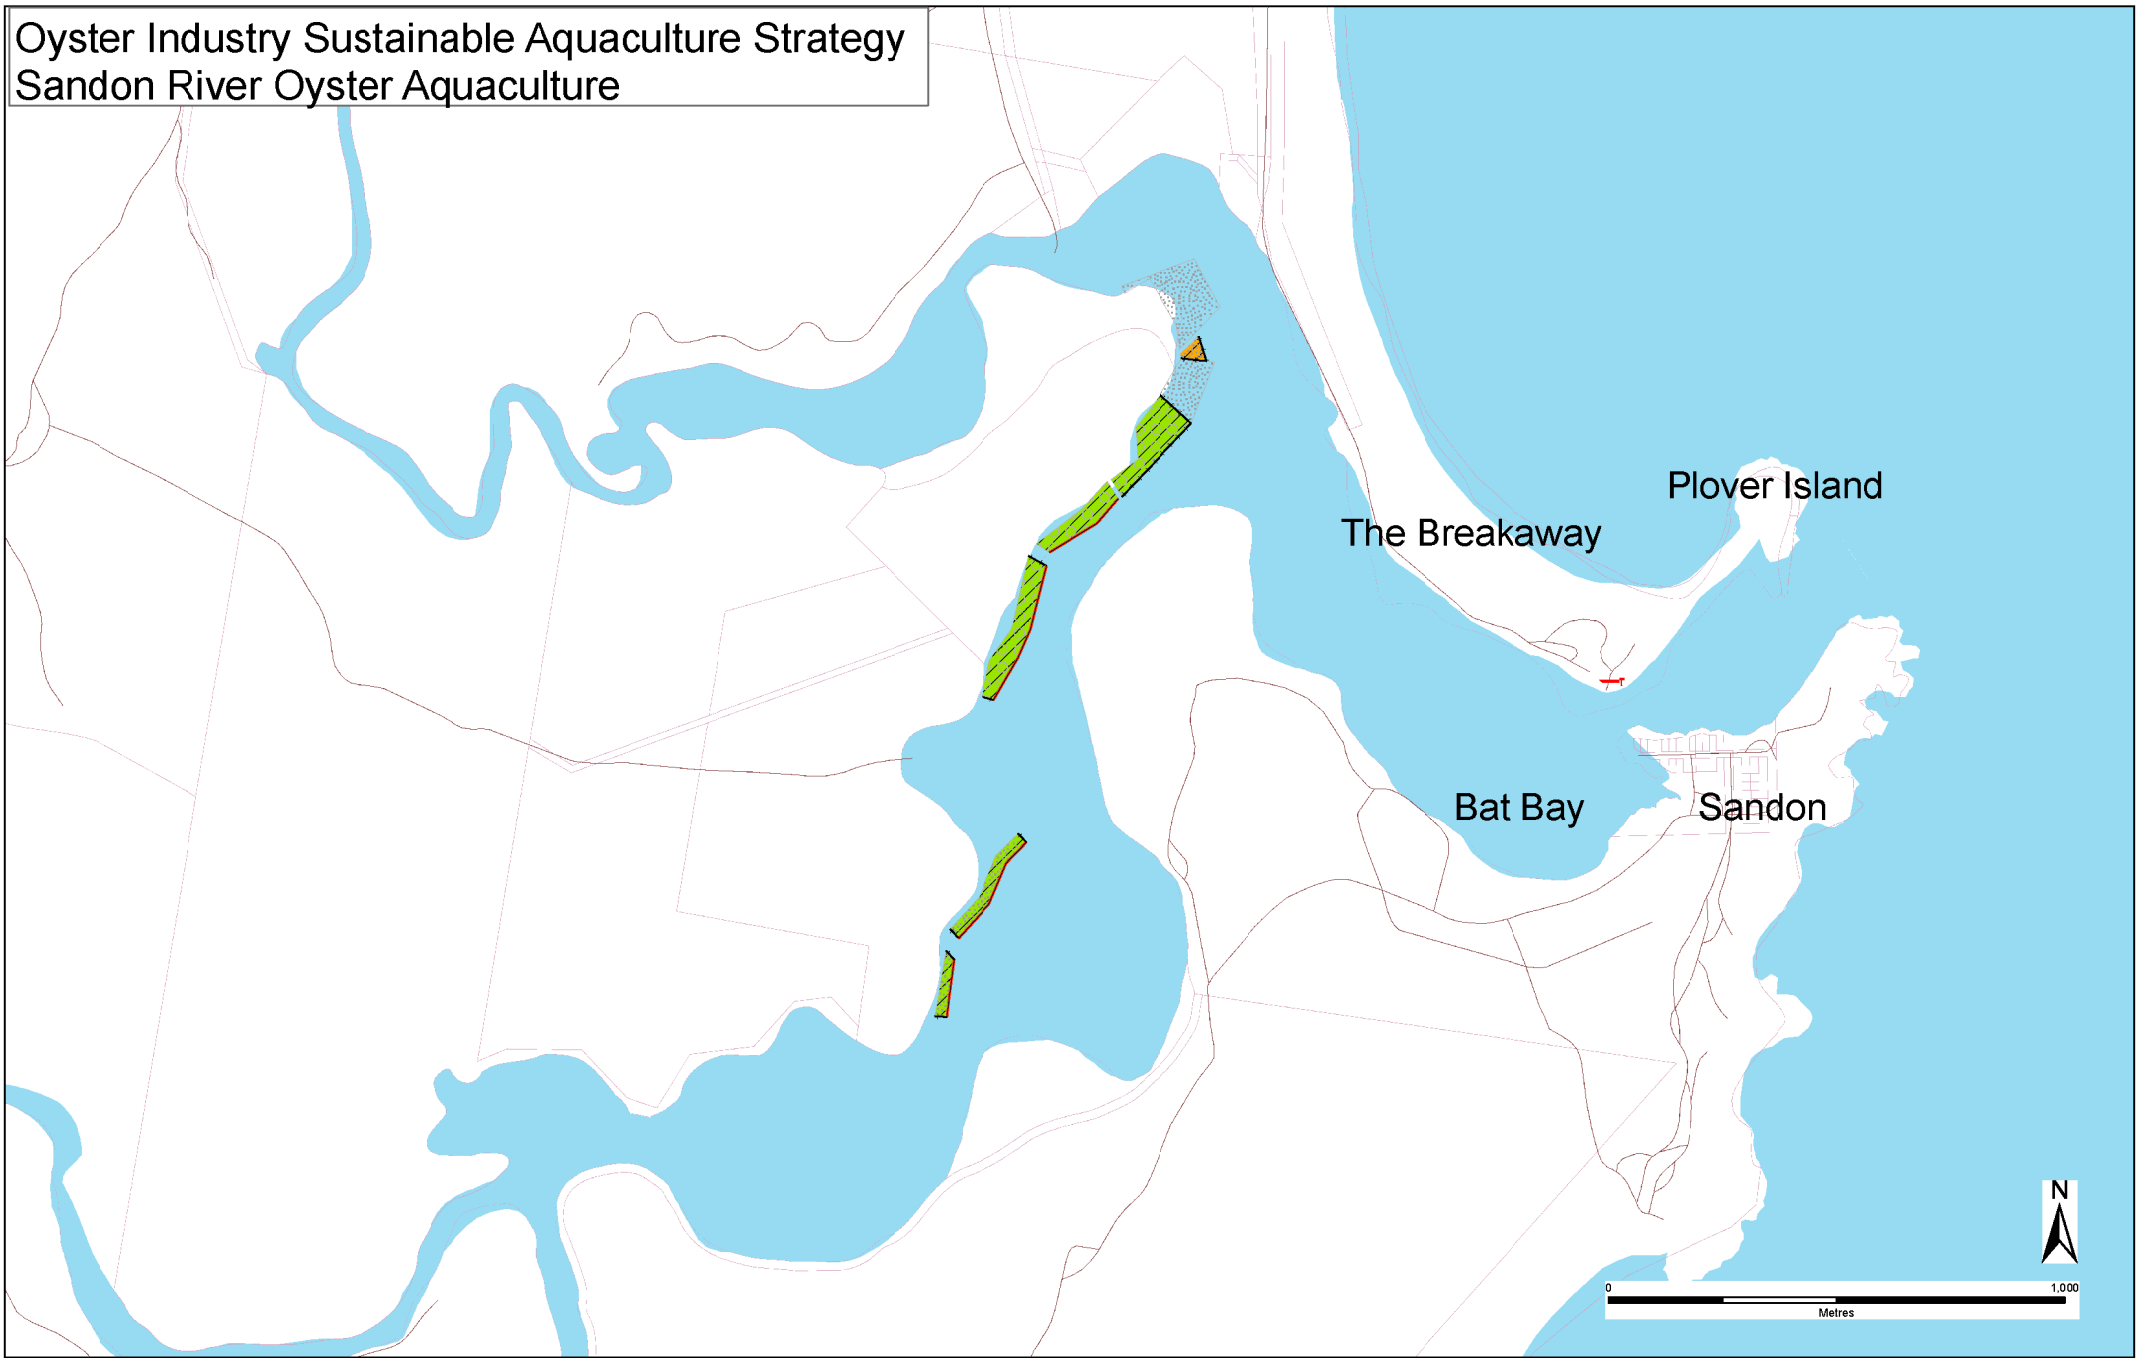 Oyster Industry Sustainable Aquaculture Strategy
Sandon River Oyster Aquaculture
Plover Island
The Breakaway
Bat Bay
Sandon
N
0 1,000
Metres